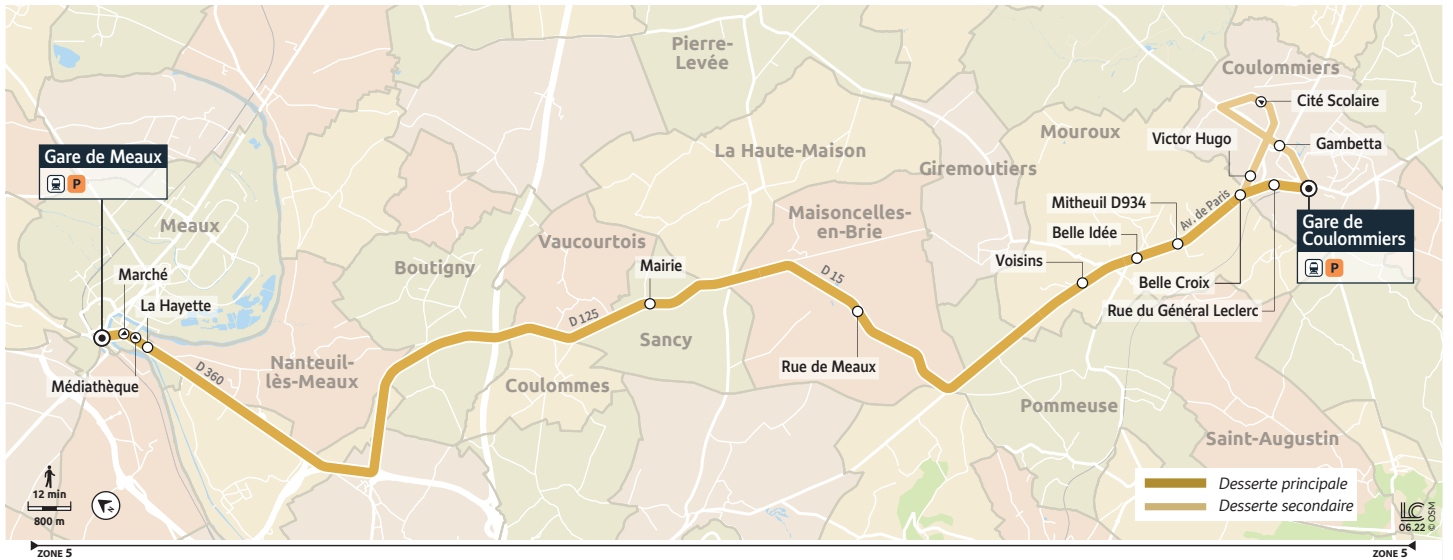 Pierre-
Levée
Coulommiers
Cité Scolaire
Mouroux
Victor Hugo
Gambetta
La Haute-Maison
Giremoutiers
Gare de Meaux
P
Meaux
Maisoncelles-
en-Brie
Mitheuil D934
Av. de Paris
Gare de
Coulommiers
P
Belle Idée
Vaucourtois
Boutigny
Mairie
Voisins
Marché
La Hayette
D 15
Belle Croix
Rue du Général Leclerc
D 125
Sancy
Nanteuil-
lès-Meaux
D 360
Médiathèque
Coulommes
Rue de Meaux
Pommeuse
Saint-Augustin
12 min
800 m
N
Desserte principale
Desserte secondaire
LC
06.22
© OSM
ZONE 5
ZONE 5